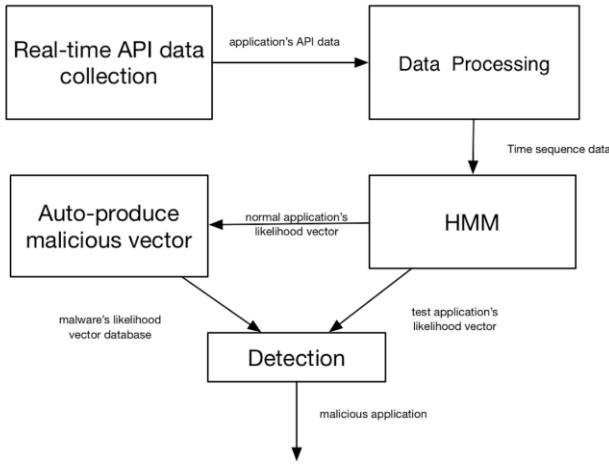 Real-time API data
collection
application's API data
Data Processing
Time sequence data
Auto-produce
malicious vector
normal application's
likelihood vector
HMM
malware's likelihood
vector database
test application's
likelihood vector
Detection
malicious application